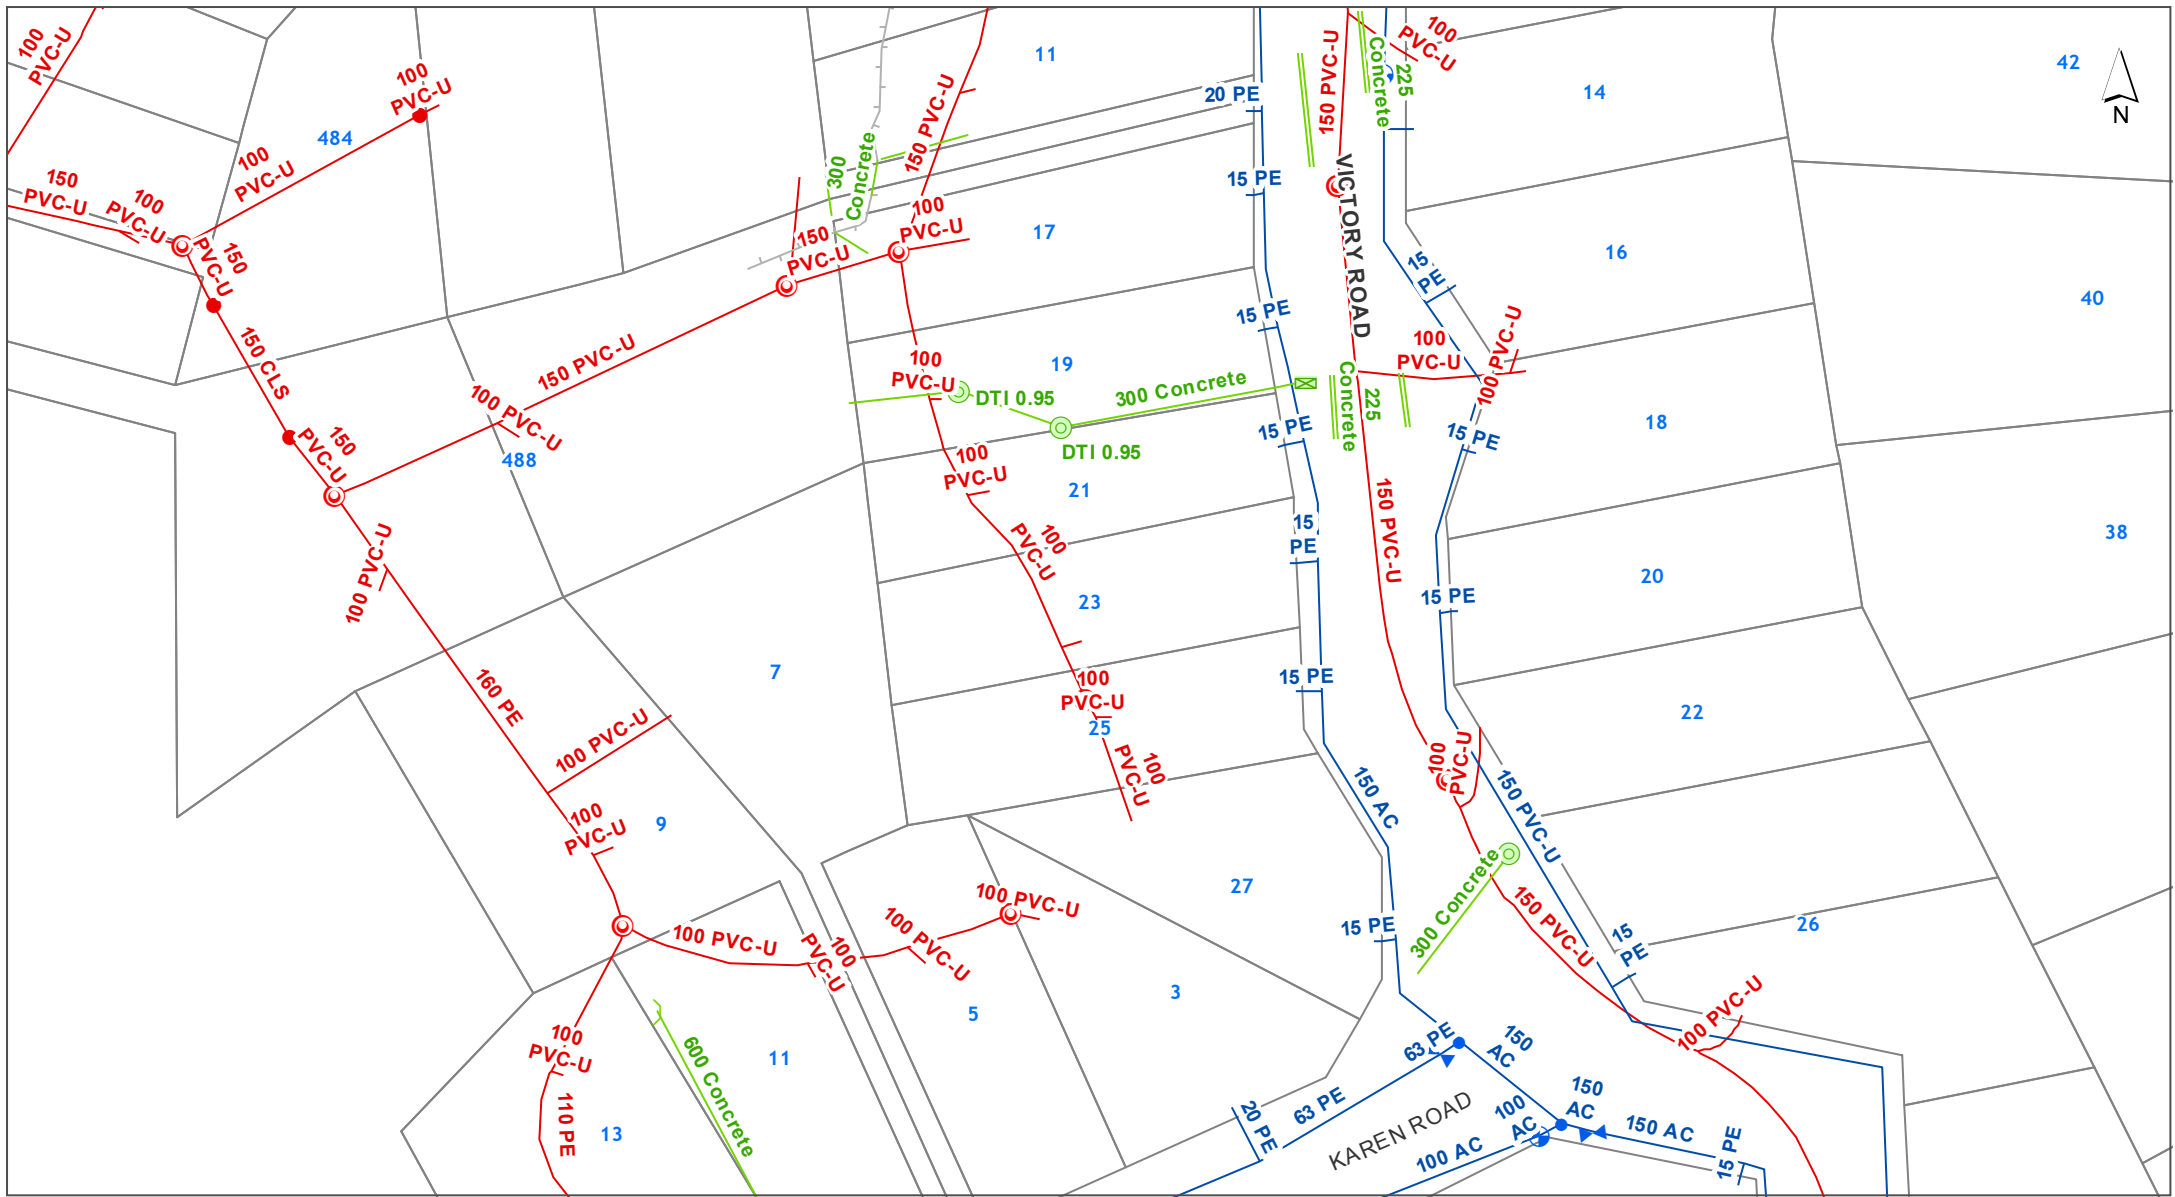 100
PVC-U
100
PVC-U
484
100
PVC-U
150
PVC-U
100
PVC-U
150
PVC-U
150 CLS
150
PVC-U
100 PVC-U
488
150 PVC-U
150
PVC-U
100
PVC-U
300
Concrete
150 PVC-U
11
20 PE
17
15 PE
150 PVC-U
VICTORY ROAD
225
Concrete
100
PVC-U
14
42
N
16
15
PE
40
15 PE
100
PVC-U
19
DTI 0.95
300 Concrete
DTI 0.95
225
Concrete
100
PVC-U
100 PVC-U
18
15 PE
15 PE
100
PVC-U
21
15
PE
150 PVC-U
38
20
100
PVC-U
23
15 PE
100 PVC-U
7
15 PE
160 PE
100
PVC-U
25
22
100
PVC-U
100 PVC-U
100
PVC-U
9
150 AC
100
PVC-U
150 PVC-U
27
100 PVC-U
100 PVC-U
100 PVC-U
100
PVC-U
15 PE
300 Concrete
150 PVC-U
15
PE
26
3
5
100 PVC-U
100
PVC-U
110 PE
13
11
600 Concrete
63 PE
63 PE
20 PE
150
AC
150
AC
100
AC
150 AC
15 PE
KAREN ROAD
100 AC